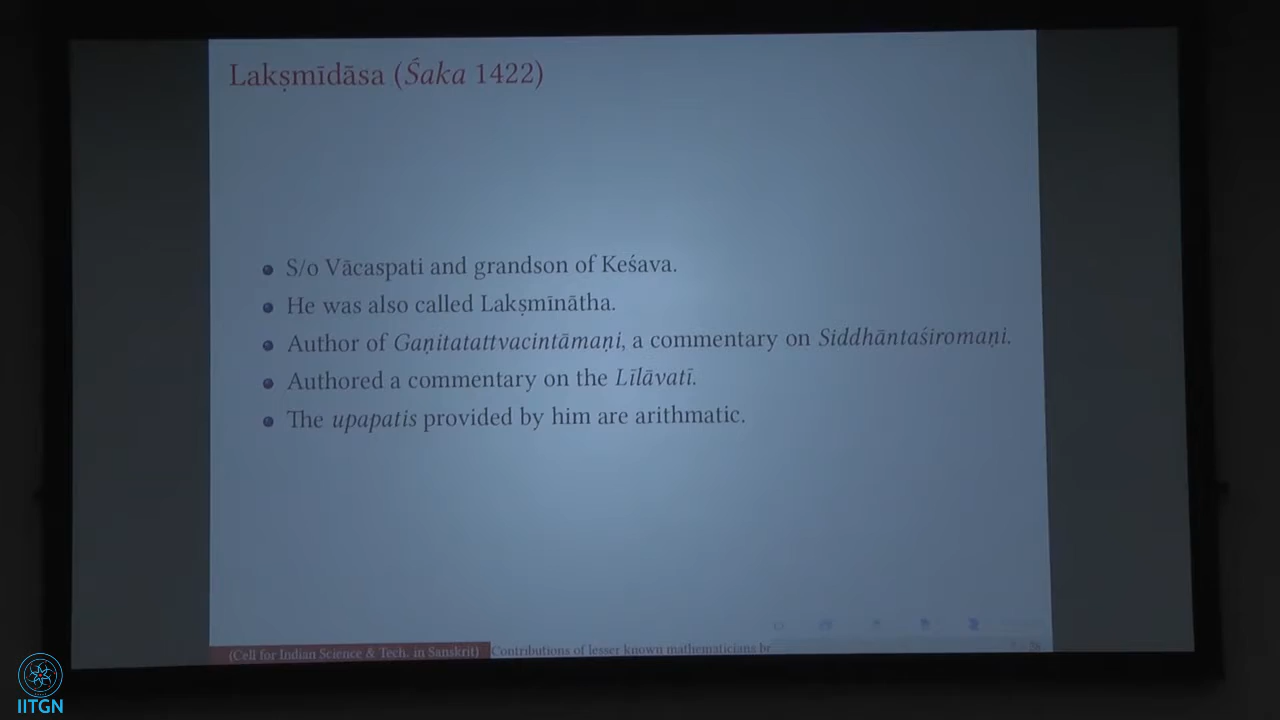 Lakṣmīdāsa (Śaka 1422)
S/o Vācaspati and grandson of Keśava.
He was also called Lakṣmīnātha.
Author of Gaṇitatattvacintāmaṇi, a commentary on Siddhāntaśiromaṇi.
Authored a commentary on the Līlāvatī.
The upapatis provided by him are arithmatic.
(Cell for Indian Science & Tech. in Sanskrit) Contributions of lesser known mathematicians br
IITGN